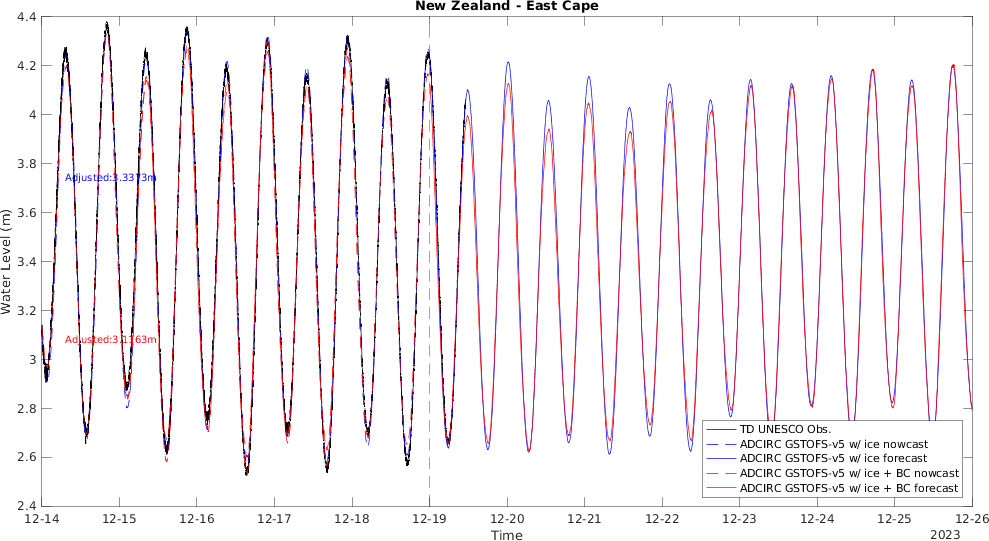 New Zealand - East Cape
4.4
4.2
4
3.8
3.6
3.4
3.2
3
2.8
2.6
2.4
Water Level (m)
Adjusted:3.3373m
Adjusted:3.1163m
TD UNESCO Obs.
ADCIRC GSTOFS-v5 w/ ice nowcast
ADCIRC GSTOFS-v5 w/ ice forecast
ADCIRC GSTOFS-v5 w/ ice + BC nowcast
ADCIRC GSTOFS-v5 w/ ice + BC forecast
12-14 12-15 12-16 12-17 12-18 12-19 12-20 12-21 12-22 12-23 12-24 12-25 12-26
Time
2023